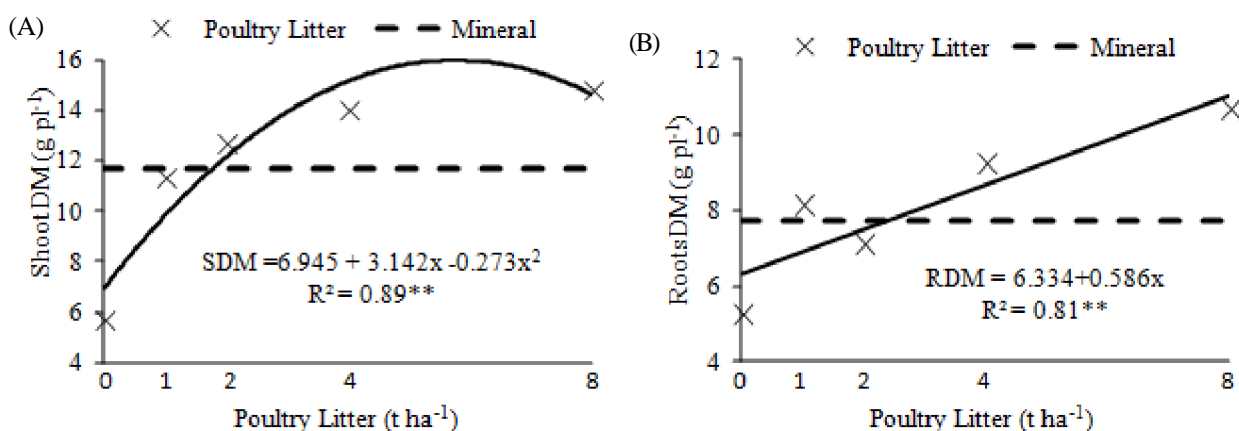 (A)
Poultry Litter
Mineral
16
14
12
10
8
6
4
Shoot DM (g pl⁻¹)
SDM =6.945 + 3.142x -0.273x²
R² = 0.89**
0 1 2 4 8
Poultry Litter (t ha⁻¹)
(B)
Poultry Litter
Mineral
12
10
8
6
4
Roots DM (g pl⁻¹)
RDM = 6.334+0.586x
R² = 0.81**
0 1 2 4 8
Poultry Litter (t ha⁻¹)